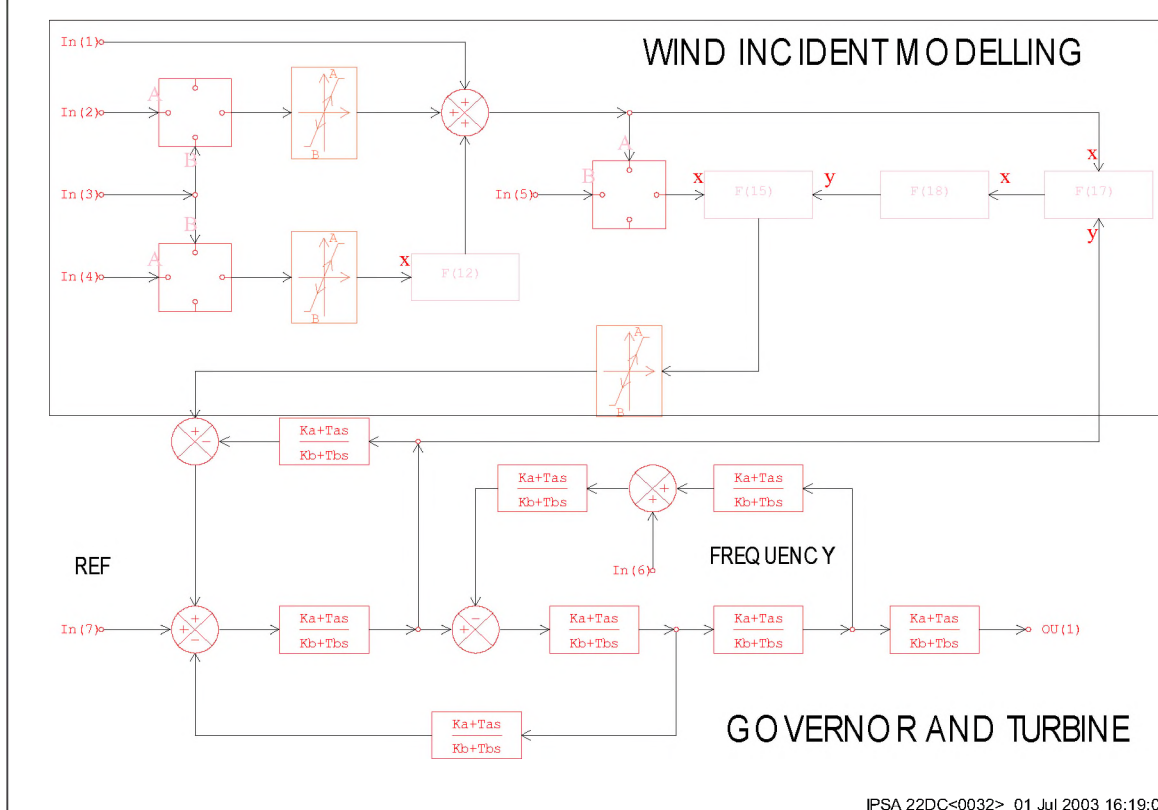 In(1)
WIND INCIDENT MODELLING
A
A
In(2)
B
B
A
x
In(3)
In(5)
B
x
F(15)
y
F(18)
x
F(17)
B
y
A
A
In(4)
x
F(12)
B
A
B
Ka+Tas
Kb+Tbs
Ka+Tas
Kb+Tbs
Ka+Tas
Kb+Tbs
REF
In(6)
FREQUENCY
In(7)
Ka+Tas
Kb+Tbs
Ka+Tas
Kb+Tbs
Ka+Tas
Kb+Tbs
Ka+Tas
Kb+Tbs
OU(1)
Ka+Tas
Kb+Tbs
GOVERNOR AND TURBINE
IPSA 22DC<0032> 01 Jul 2003 16:19:0